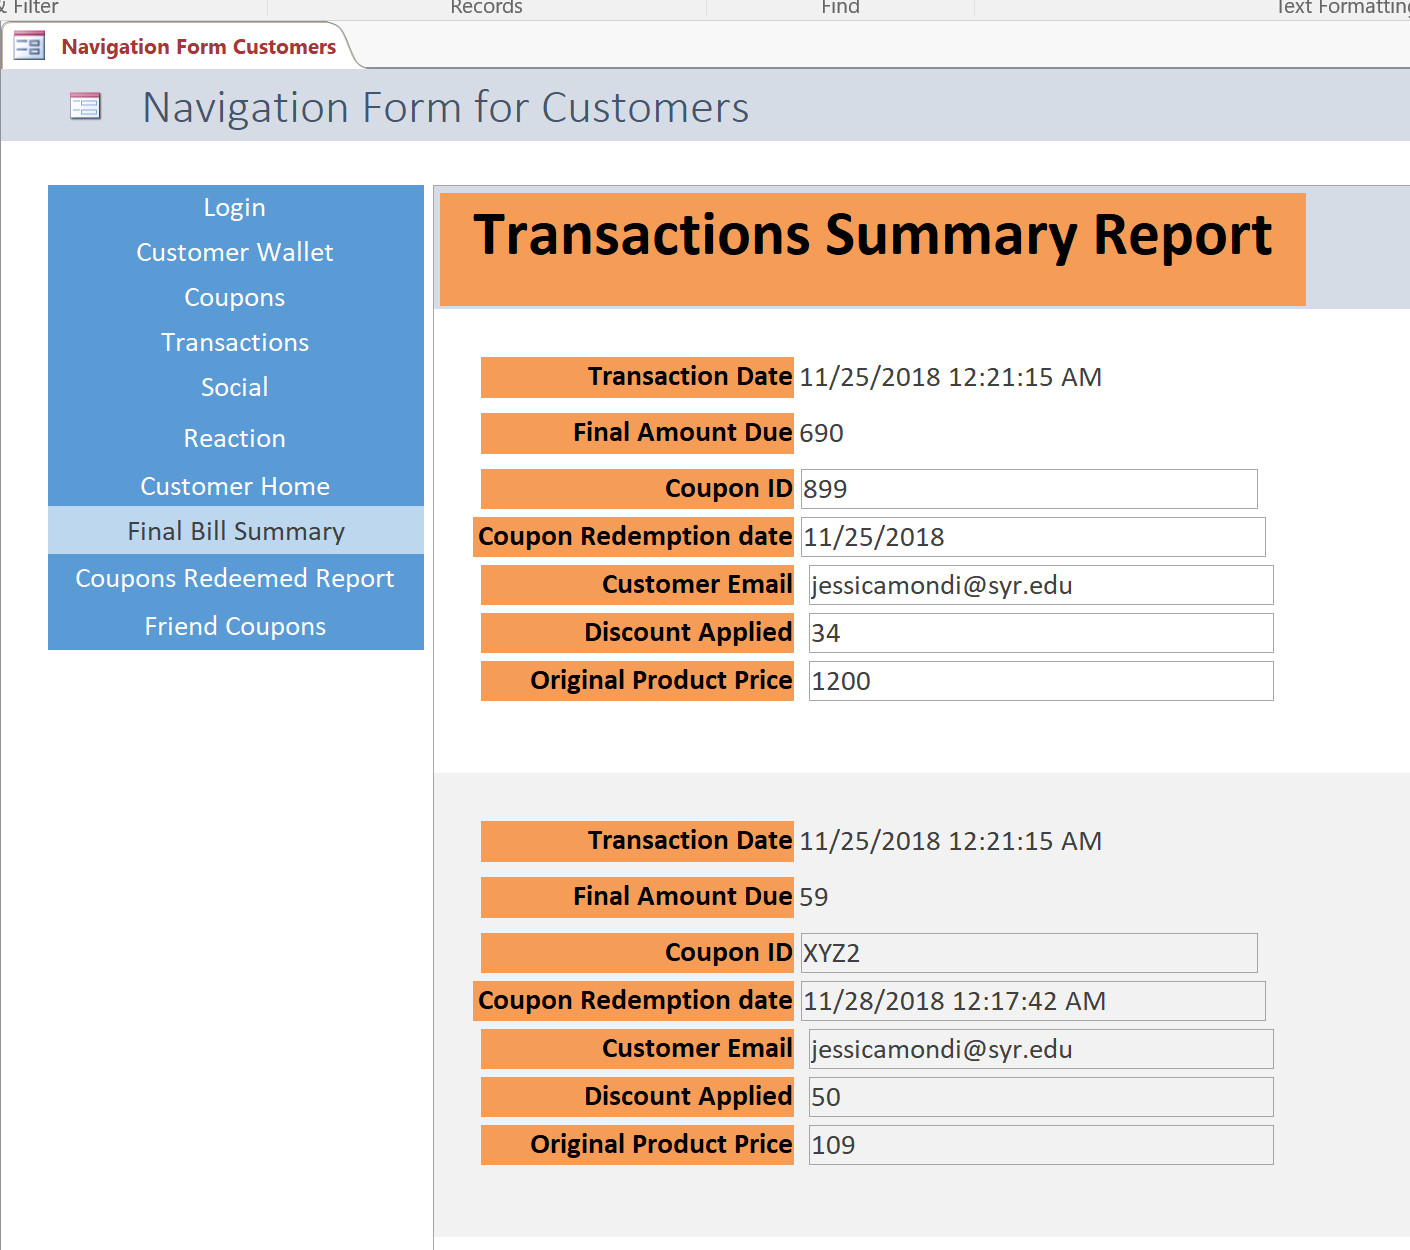 & Filter
Records
Find
Text Formatting
Navigation Form Customers
Navigation Form for Customers
Login
Customer Wallet
Coupons
Transactions
Social
Reaction
Customer Home
Final Bill Summary
Coupons Redeemed Report
Friend Coupons
Transactions Summary Report
Transaction Date 11/25/2018 12:21:15 AM
Final Amount Due 690
Coupon ID 899
Coupon Redemption date 11/25/2018
Customer Email jessicamondi@syr.edu
Discount Applied 34
Original Product Price 1200
Transaction Date 11/25/2018 12:21:15 AM
Final Amount Due 59
Coupon ID XYZ2
Coupon Redemption date 11/28/2018 12:17:42 AM
Customer Email jessicamondi@syr.edu
Discount Applied 50
Original Product Price 109